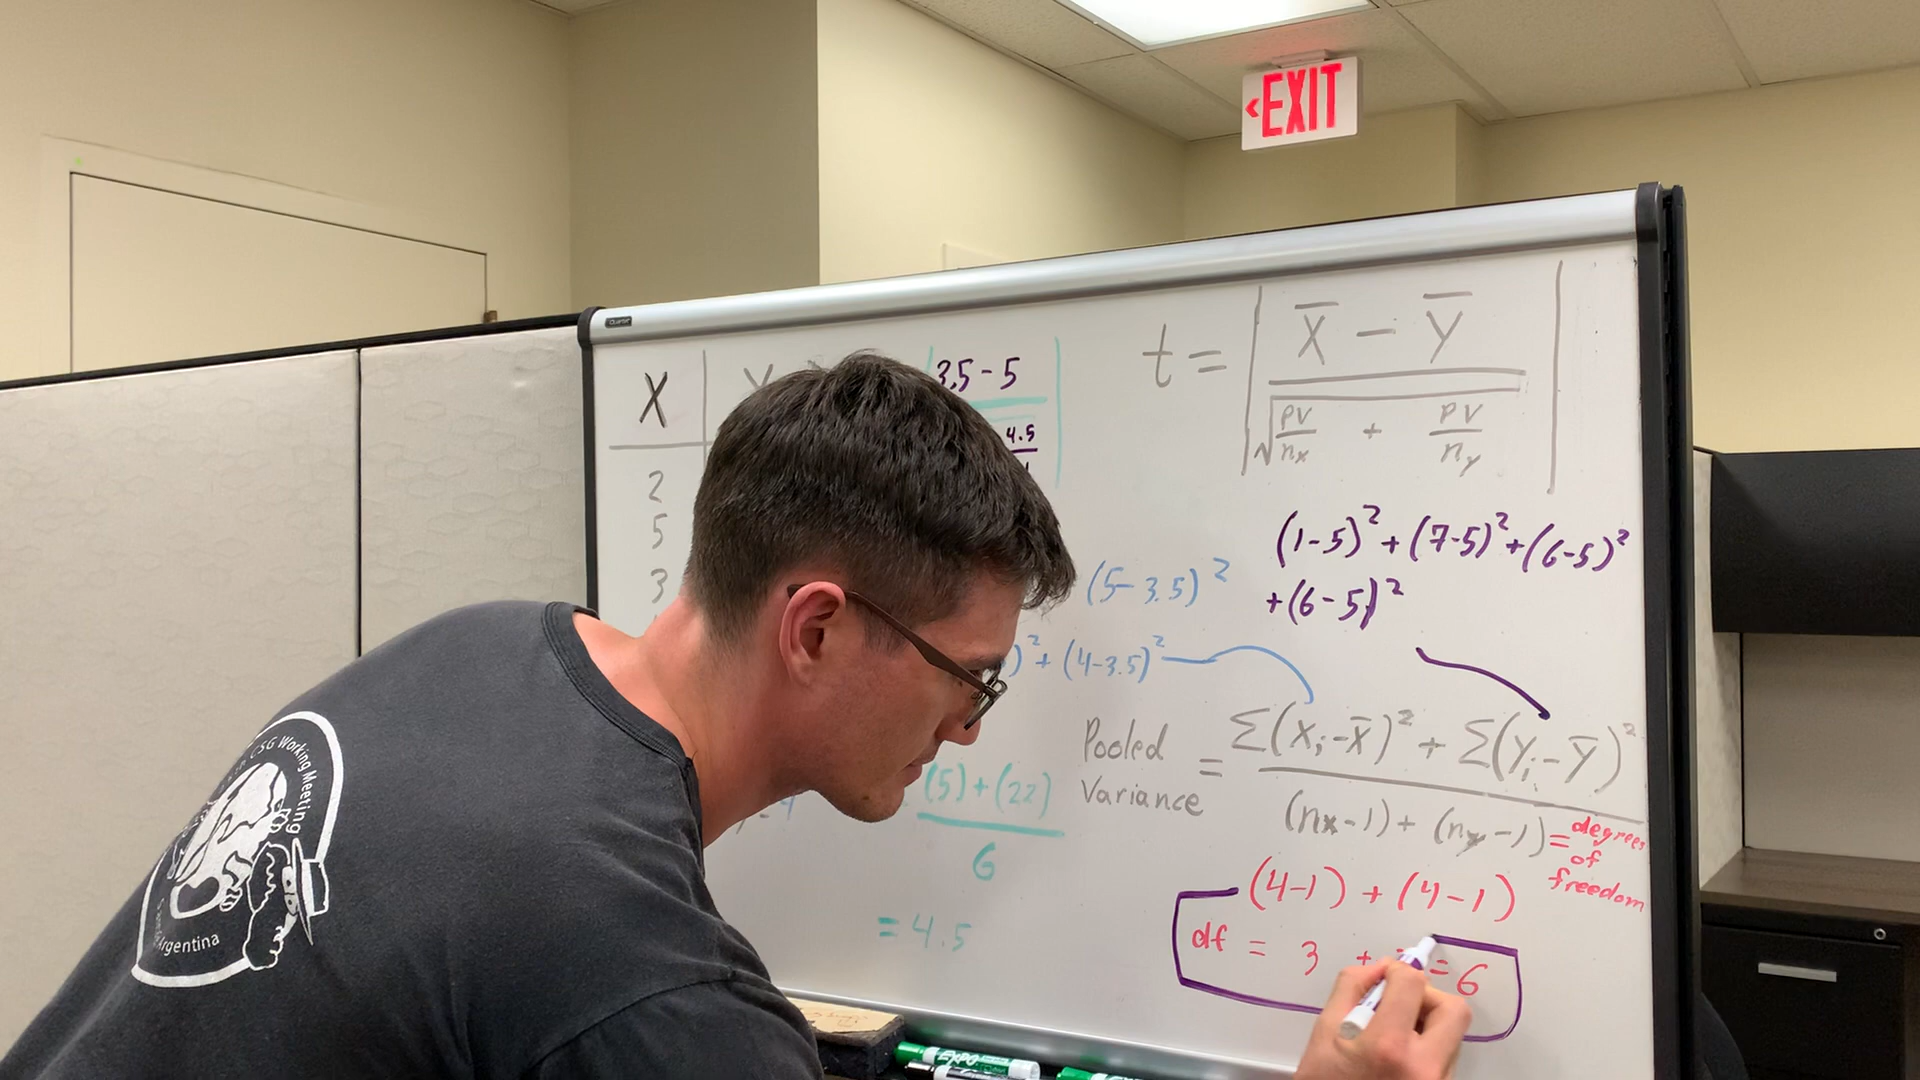 EXIT
Quartet
X
2
5
3
3.5 - 5
4.5
t =
X̄ - Ȳ
PV + PV
nx ny
(1-5)² + (7-5)² + (6-5)²
+ (6-5)²
(5-3.5)²
)² + (4-3.5)²
Pooled
Variance
= Σ(Xi-X̄)² + Σ(Yi-Ȳ)²
(nx-1) + (ny-1) = degrees
of
freedom
(5) + (22)
6
= 4.5
(4-1) + (4-1)
df = 3 + = 6
CSG Working Meeting
Argentina
EXPO